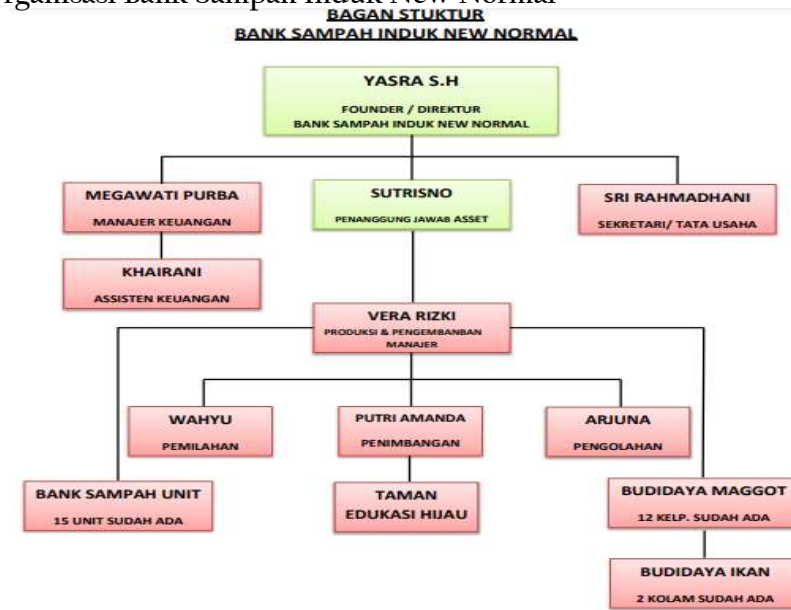 rganisasi Bank Sampah Induk New Normal
BAGAN STUKTUR
BANK SAMPAH INDUK NEW NORMAL
YASRA S.H
FOUNDER / DIREKTUR
BANK SAMPAH INDUK NEW NORMAL
MEGAWATI PURBA
MANAJER KEUANGAN
SUTRISNO
PENANGGUNG JAWAB ASSET
SRI RAHMADHANI
SEKRETARI/ TATA USAHA
KHAIRANI
ASSISTEN KEUANGAN
VERA RIZKI
PRODUKSI & PENGEMBANBAN
MANAJER
WAHYU
PEMILAHAN
PUTRI AMANDA
PENIMBANGAN
ARJUNA
PENGOLAHAN
BANK SAMPAH UNIT
15 UNIT SUDAH ADA
TAMAN
EDUKASI HIJAU
BUDIDAYA MAGGOT
12 KELP. SUDAH ADA
BUDIDAYA IKAN
2 KOLAM SUDAH ADA